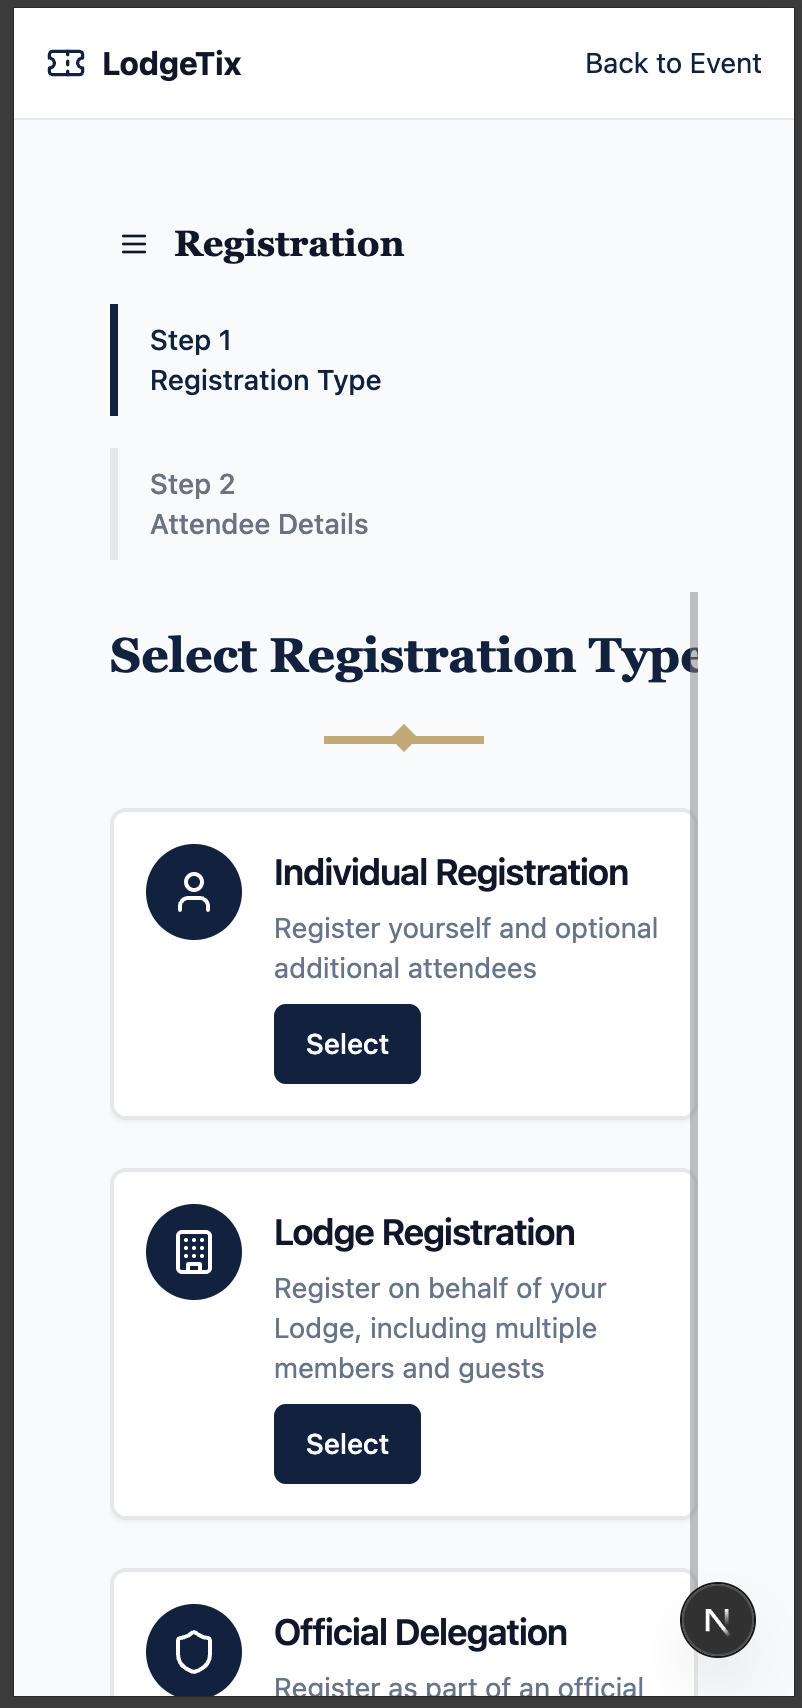 LodgeTix
Back to Event
Registration
Step 1
Registration Type
Step 2
Attendee Details
Select Registration Type
Individual Registration
Register yourself and optional
additional attendees
Select
Lodge Registration
Register on behalf of your
Lodge, including multiple
members and guests
Select
Official Delegation
Register as part of an official
N